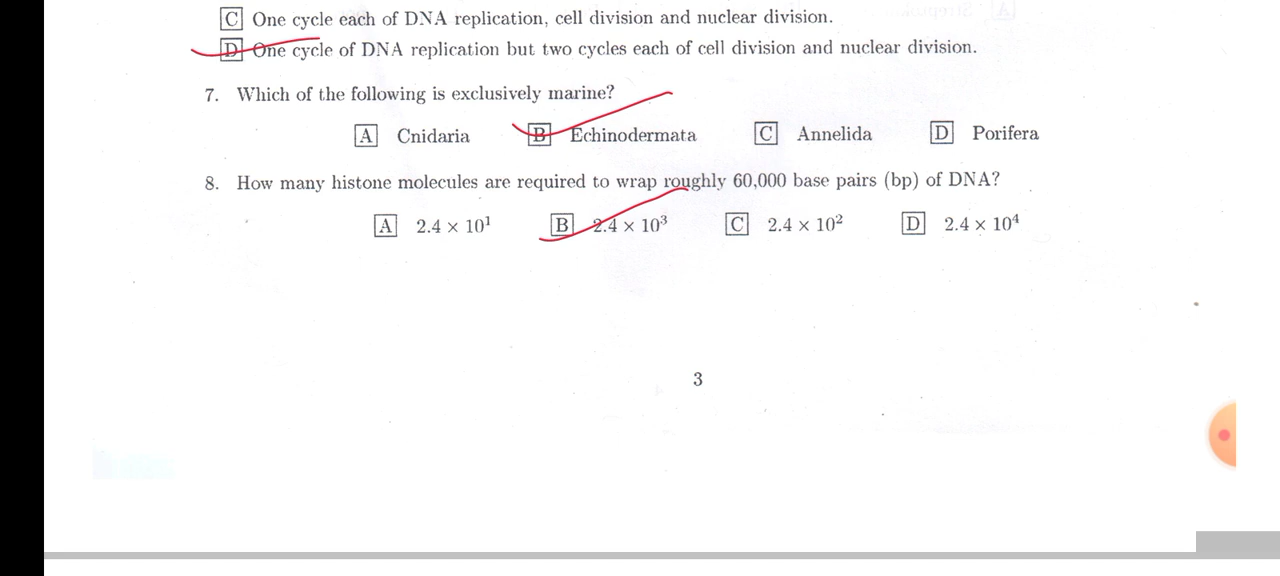 C One cycle each of DNA replication, cell division and nuclear division.
D One cycle of DNA replication but two cycles each of cell division and nuclear division.
7. Which of the following is exclusively marine?
A Cnidaria B Echinodermata C Annelida D Porifera
8. How many histone molecules are required to wrap roughly 60,000 base pairs (bp) of DNA?
A 2.4 × 10¹ B 2.4 × 10³ C 2.4 × 10² D 2.4 × 10⁴
3